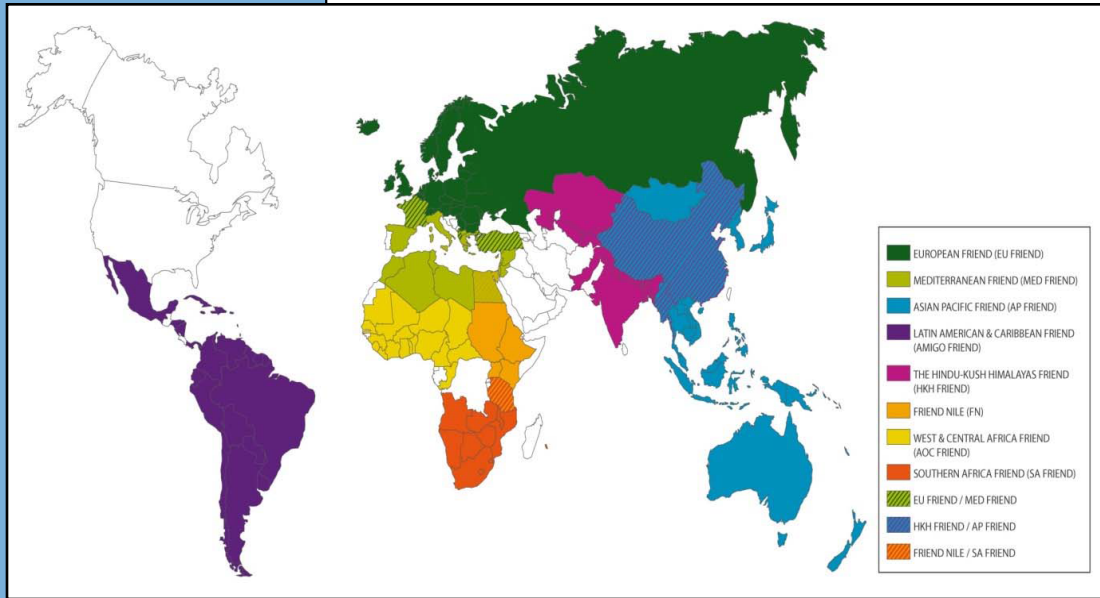 EUROPEAN FRIEND (EU FRIEND)
MEDITERRANEAN FRIEND (MED FRIEND)
ASIAN PACIFIC FRIEND (AP FRIEND)
LATIN AMERICAN & CARIBBEAN FRIEND
(AMIGO FRIEND)
THE HINDU-KUSH HIMALAYAS FRIEND
(HKH FRIEND)
FRIEND NILE (FN)
WEST & CENTRAL AFRICA FRIEND
(AOC FRIEND)
SOUTHERN AFRICA FRIEND (SA FRIEND)
EU FRIEND / MED FRIEND
HKH FRIEND / AP FRIEND
FRIEND NILE / SA FRIEND